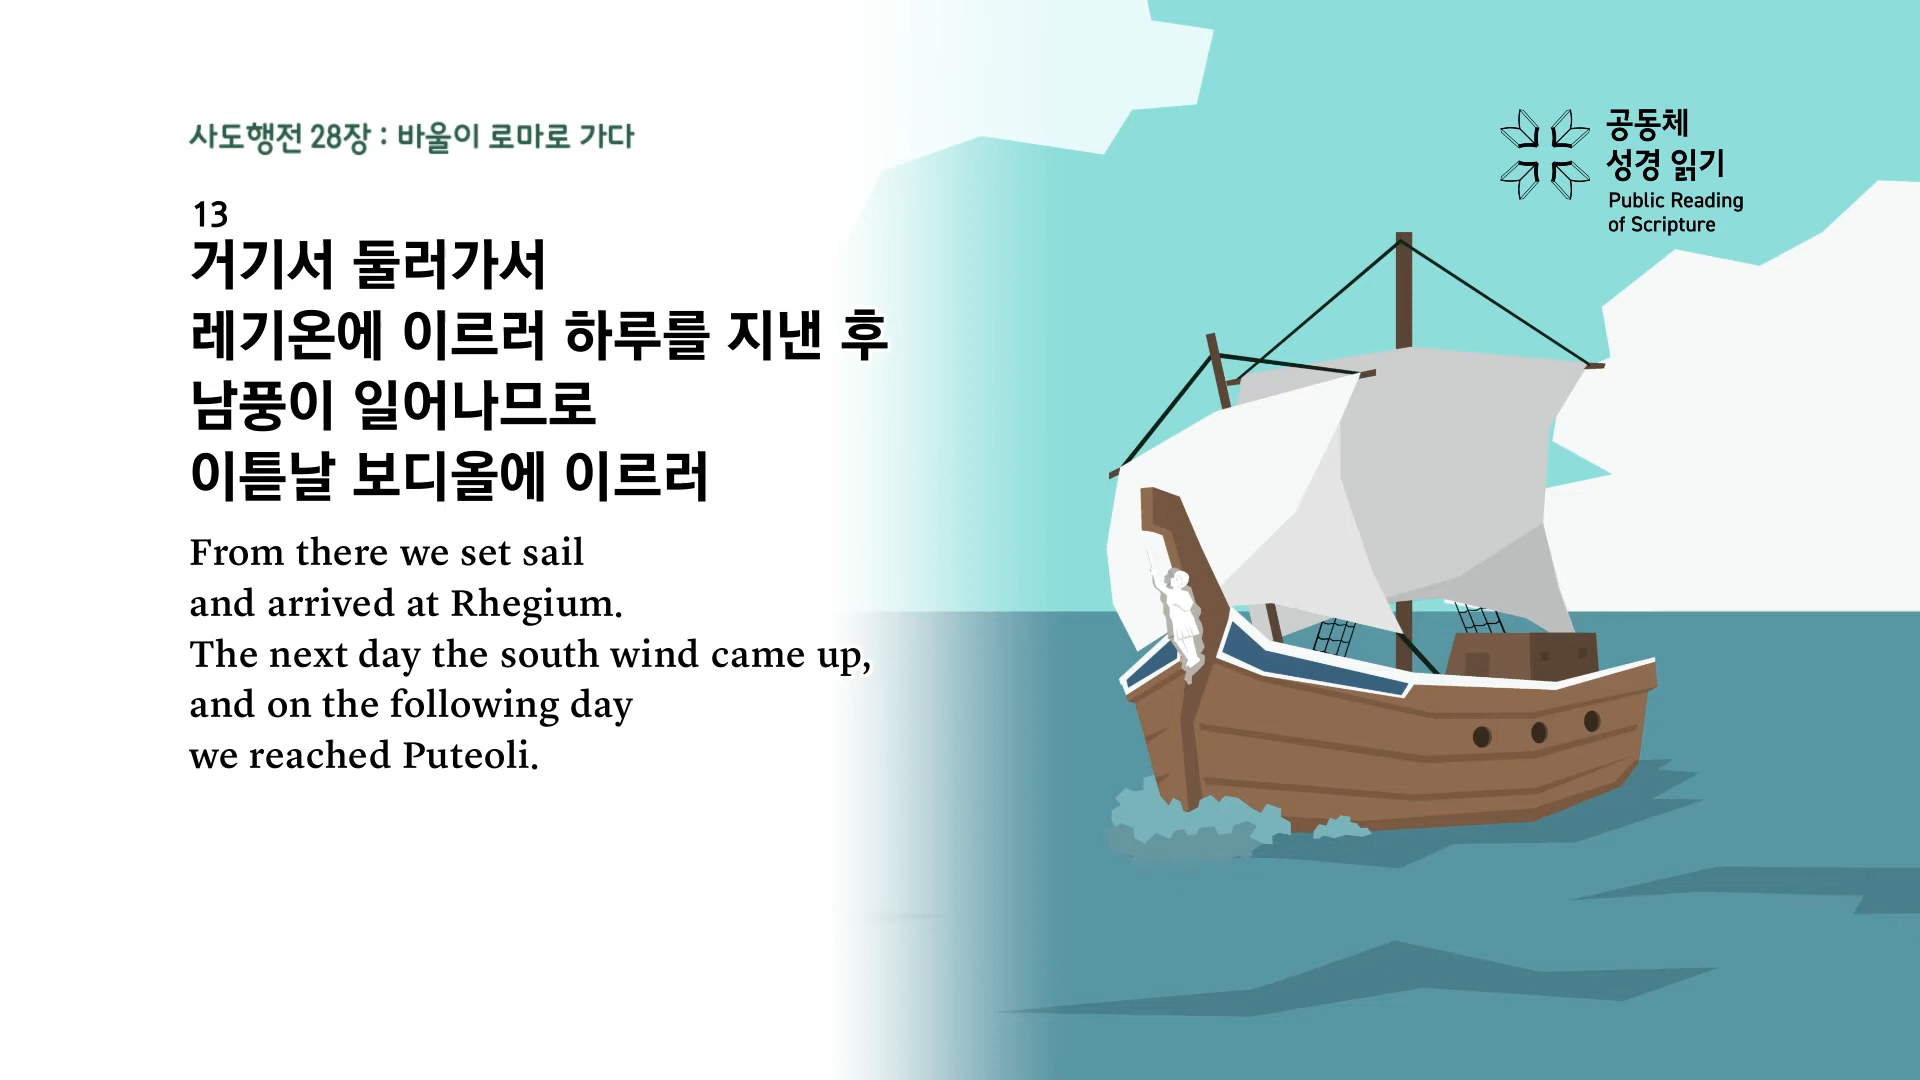 사도행전 28장 : 바울이 로마로 가다
13
거기서 둘러가서
레기온에 이르러 하루를 지낸 후
남풍이 일어나므로
이튿날 보디올에 이르러
From there we set sail
and arrived at Rhegium.
The next day the south wind came up,
and on the following day
we reached Puteoli.
공동체
성경 읽기
Public Reading
of Scripture